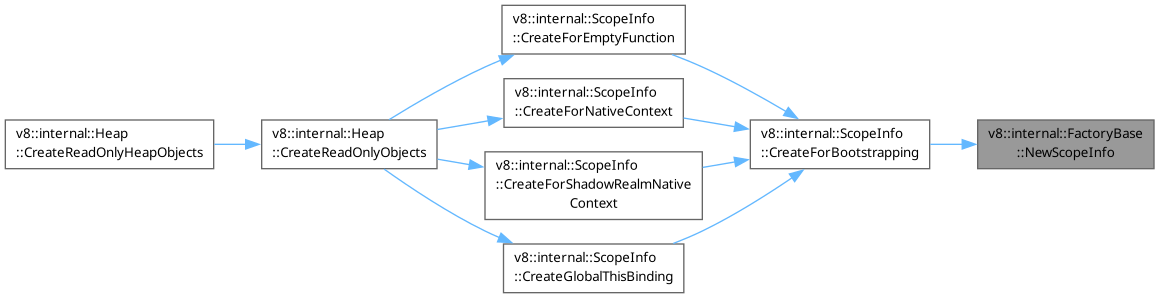 v8::internal::ScopeInfo
::CreateForEmptyFunction
v8::internal::ScopeInfo
::CreateForNativeContext
v8::internal::Heap
::CreateReadOnlyHeapObjects
v8::internal::Heap
::CreateReadOnlyObjects
v8::internal::ScopeInfo
::CreateForBootstrapping
v8::internal::FactoryBase
::NewScopeInfo
v8::internal::ScopeInfo
::CreateForShadowRealmNative
Context
v8::internal::ScopeInfo
::CreateGlobalThisBinding